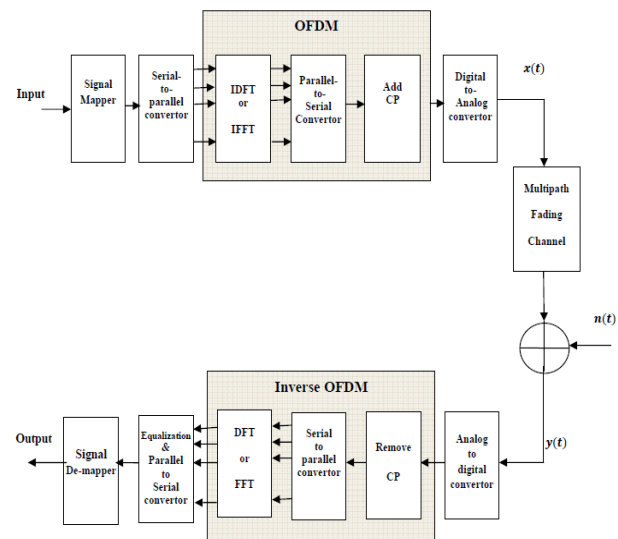 OFDM
Input
Signal
Mapper
Serial-
to-
parallel
convertor
IDFT
or
IFFT
Parallel-
to-
Serial
Convertor
Add
CP
Digital
to-
Analog
convertor
x(t)
Multipath
Fading
Channel
n(t)
y(t)
Inverse OFDM
Output
Signal
De-mapper
Equalization
&
Parallel
to
Serial
convertor
DFT
or
FFT
Serial
to
parallel
convertor
Remove
CP
Analog
to
digital
convertor